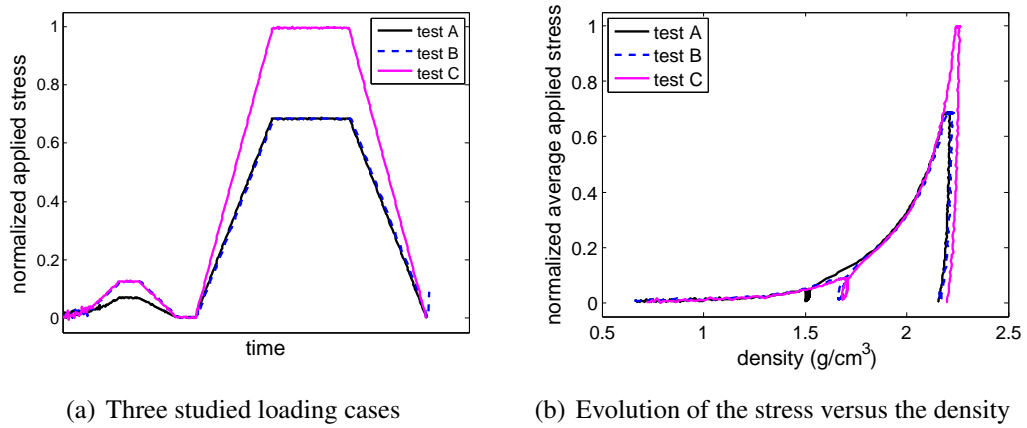 1
0.8
0.6
0.4
0.2
0
normalized applied stress
time
test A
test B
test C
(a) Three studied loading cases
1
0.8
0.6
0.4
0.2
0
normalized average applied stress
0.5 1 1.5 2 2.5
density (g/cm³)
test A
test B
test C
(b) Evolution of the stress versus the density